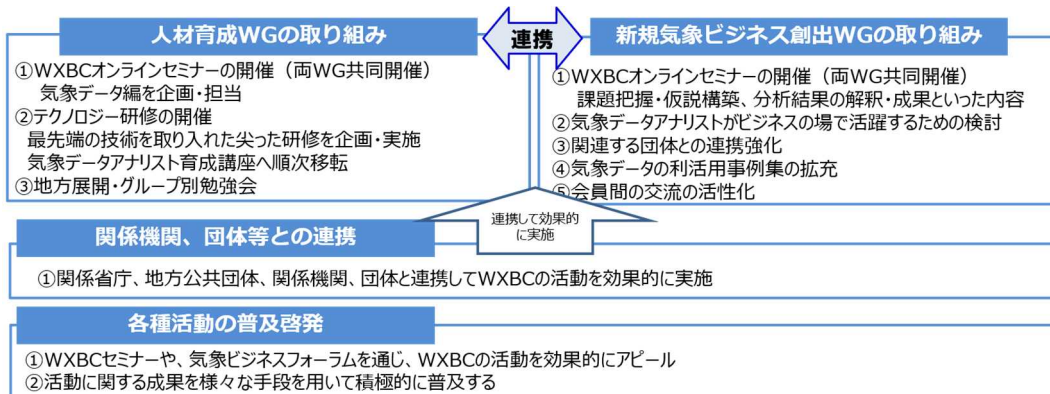 人材育成WGの取り組み
①WXBCオンラインセミナーの開催（両WG共同開催）
気象データ編を企画・担当
②テクノロジー研修の開催
最先端の技術を取り入れた尖った研修を企画・実施
気象データアナリスト育成講座へ順次移転
③地方展開・グループ別勉強会
連携
新規気象ビジネス創出WGの取り組み
①WXBCオンラインセミナーの開催（両WG共同開催）
課題把握・仮説構築、分析結果の解釈・成果といった内容
②気象データアナリストがビジネスの場で活躍するための検討
③関連する団体との連携強化
④気象データの利活用事例集の拡充
⑤会員間の交流の活性化
連携して効果的
に実施
関係機関、団体等との連携
①関係省庁、地方公共団体、関係機関、団体と連携してWXBCの活動を効果的に実施
各種活動の普及啓発
①WXBCセミナーや、気象ビジネスフォーラムを通じ、WXBCの活動を効果的にアピール
②活動に関する成果を様々な手段を用いて積極的に普及する